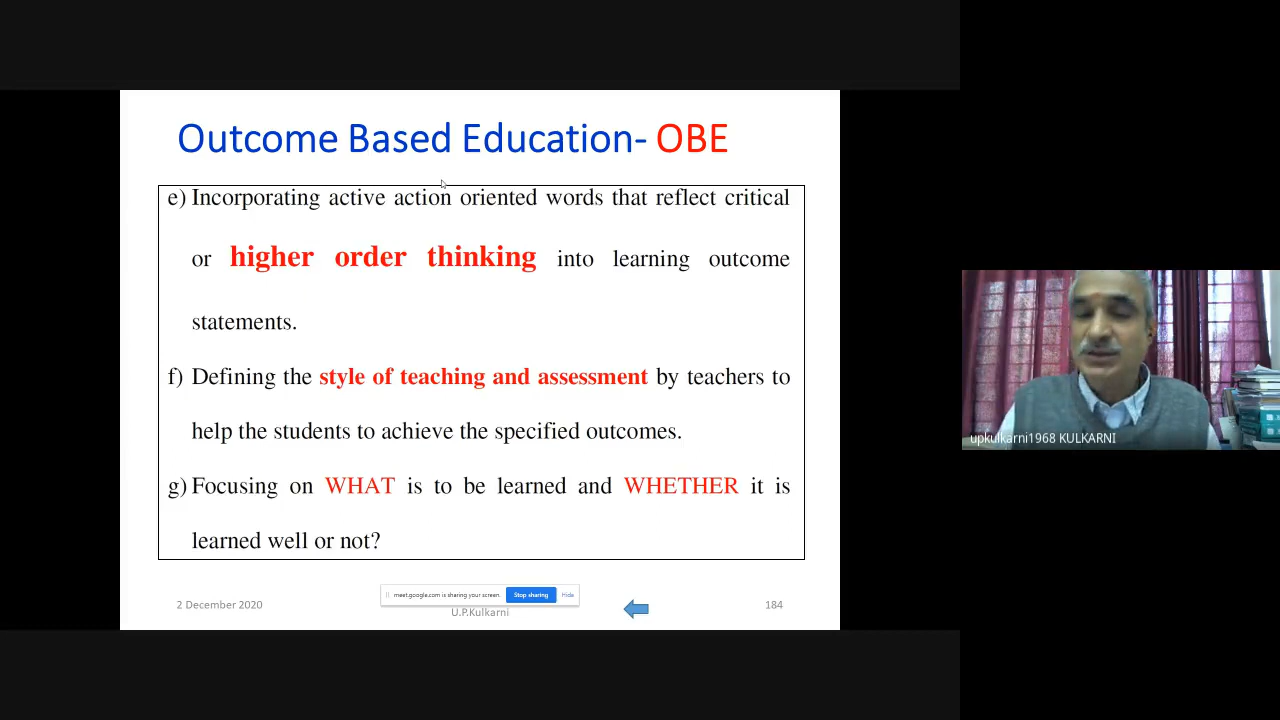 Outcome Based Education- OBE
e) Incorporating active action oriented words that reflect critical
or higher order thinking into learning outcome
statements.
f) Defining the style of teaching and assessment by teachers to
help the students to achieve the specified outcomes.
g) Focusing on WHAT is to be learned and WHETHER it is
learned well or not?
upkulkarni1968 KULKARNI
meet.google.com is sharing your screen. Stop sharing Hide
2 December 2020
U.P.Kulkarni
184